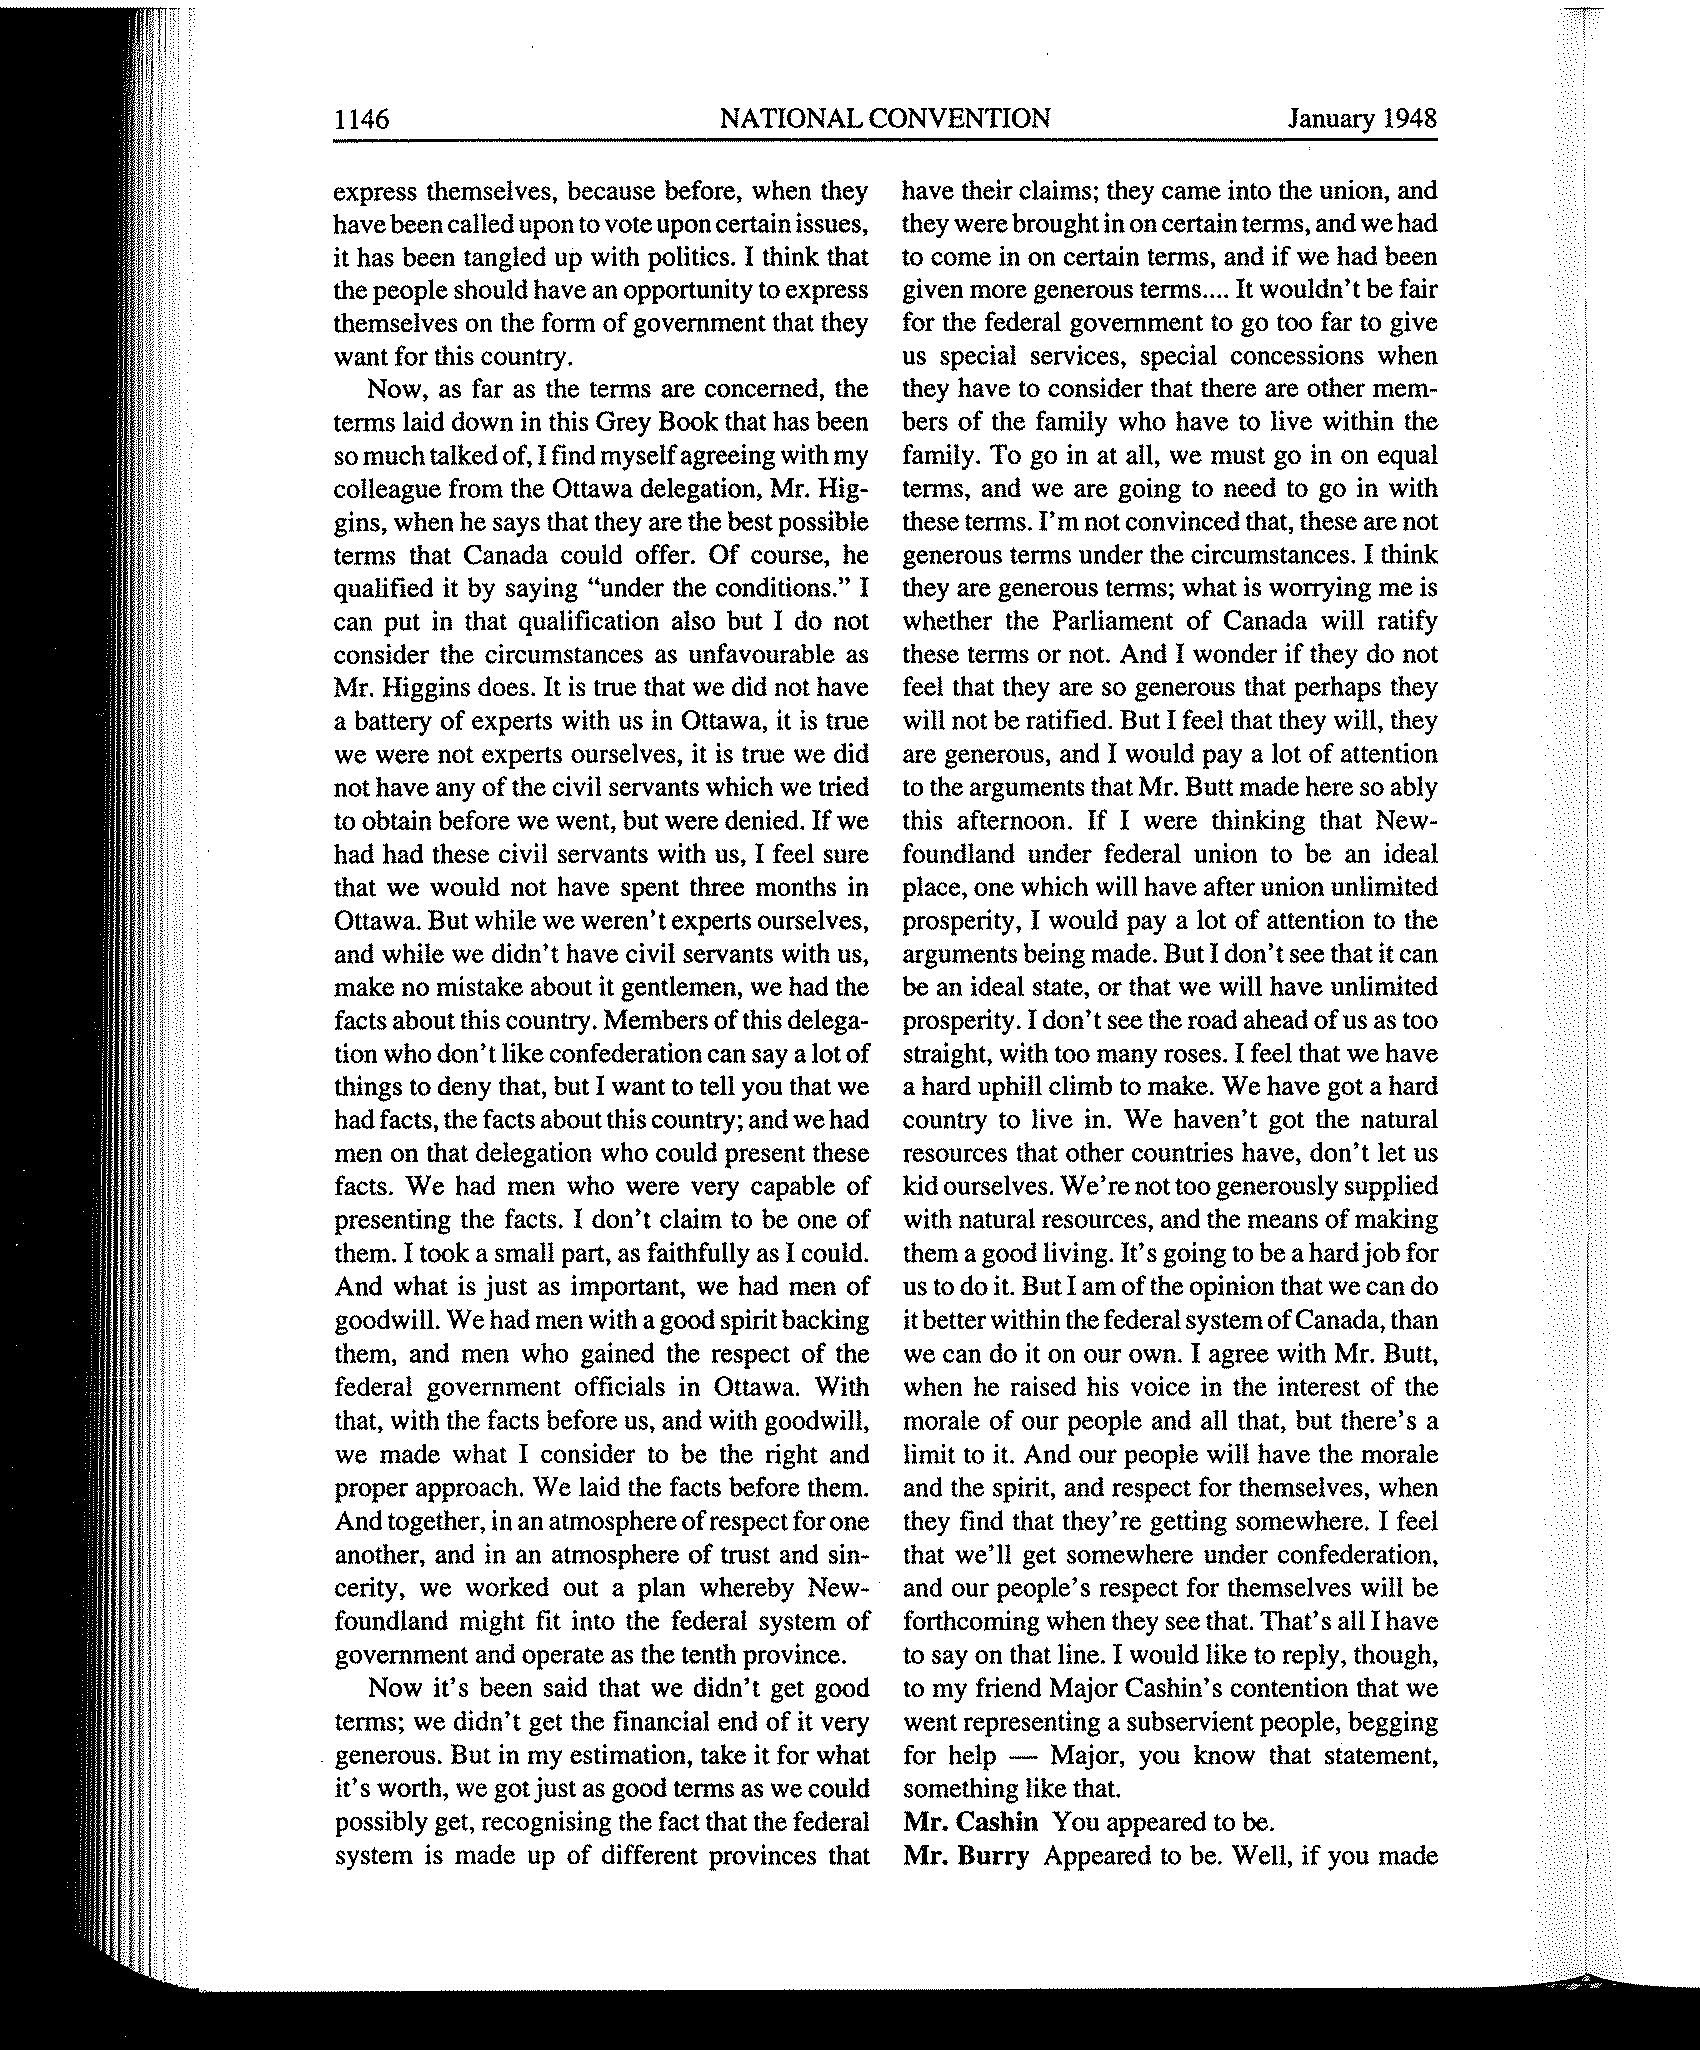 1146 NATIONAL CONVENTION January 1948
express themselves, because before, when they
have been called upon to vote upon certain issues,
it has been tangled up with politics. I think that
the people should have an opportunity to express
themselves on the form of government that they
want for this country.
Now, as far as the terms are concerned, the
terms laid down in this Grey Book that has been
so much talked of, I find myself agreeing with my
colleague from the Ottawa delegation, Mr. Hig-
gins, when he says that they are the best possible
terms that Canada could offer. Of course, he
qualified it by saying “under the conditions.” I
can put in that qualification also but I do not
consider the circumstances as unfavourable as
Mr. Higgins does. It is true that we did not have
a battery of experts with us in Ottawa, it is true
we were not experts ourselves, it is true we did
not have any of the civil servants which we tried
to obtain before we went, but were denied. If we
had had these civil servants with us, I feel sure
that we would not have spent three months in
Ottawa. But while we weren't experts ourselves,
and while we didn't have civil servants with us,
make no mistake about it gentlemen, we had the
facts about this country. Members of this delega-
tion who don't like confederation can say a lot of
things to deny that, but I want to tell you that we
had facts, the facts about this country; and we had
men on that delegation who could present these
facts. We had men who were very capable of
presenting the facts. I don't claim to be one of
them. I took a small part, as faithfully as I could.
And what is just as important, we had men of
goodwill. We had men with a good spirit backing
them, and men who gained the respect of the
federal government officials in Ottawa. With
that, with the facts before us, and with goodwill,
we made what I consider to be the right and
proper approach. We laid the facts before them.
And together, in an atmosphere of respect for one
another, and in an atmosphere of trust and sin-
cerity, we worked out a plan whereby New-
foundland might fit into the federal system of
government and operate as the tenth province.
Now it's been said that we didn't get good
terms; we didn't get the financial end of it very
generous. But in my estimation, take it for what
it's worth, we got just as good terms as we could
possibly get, recognising the fact that the federal
system is made up of different provinces that
have their claims; they came into the union, and
they were brought in on certain terms, and we had
to come in on certain terms, and if we had been
given more generous terms.... It wouldn't be fair
for the federal government to go too far to give
us special services, special concessions when
they have to consider that there are other mem-
bers of the family who have to live within the
family. To go in at all, we must go in on equal
terms, and we are going to need to go in with
these terms. I'm not convinced that, these are not
generous terms under the circumstances. I think
they are generous terms; what is worrying me is
whether the Parliament of Canada will ratify
these terms or not. And I wonder if they do not
feel that they are so generous that perhaps they
will not be ratified. But I feel that they will, they
are generous, and I would pay a lot of attention
to the arguments that Mr. Butt made here so ably
this afternoon. If I were thinking that New-
foundland under federal union to be an ideal
place, one which will have after union unlimited
prosperity, I would pay a lot of attention to the
arguments being made. But I don't see that it can
be an ideal state, or that we will have unlimited
prosperity. I don't see the road ahead of us as too
straight, with too many roses. I feel that we have
a hard uphill climb to make. We have got a hard
country to live in. We haven't got the natural
resources that other countries have, don't let us
kid ourselves. We're not too generously supplied
with natural resources, and the means of making
them a good living. It's going to be a hard job for
us to do it. But I am of the opinion that we can do
it better within the federal system of Canada, than
we can do it on our own. I agree with Mr. Butt,
when he raised his voice in the interest of the
morale of our people and all that, but there's a
limit to it. And our people will have the morale
and the spirit, and respect for themselves, when
they find that they're getting somewhere. I feel
that we'll get somewhere under confederation,
and our people's respect for themselves will be
forthcoming when they see that. That's all I have
to say on that line. I would like to reply, though,
to my friend Major Cashin's contention that we
went representing a subservient people, begging
for help — Major, you know that statement,
something like that.
Mr. Cashin You appeared to be.
Mr. Burry Appeared to be. Well, if you made